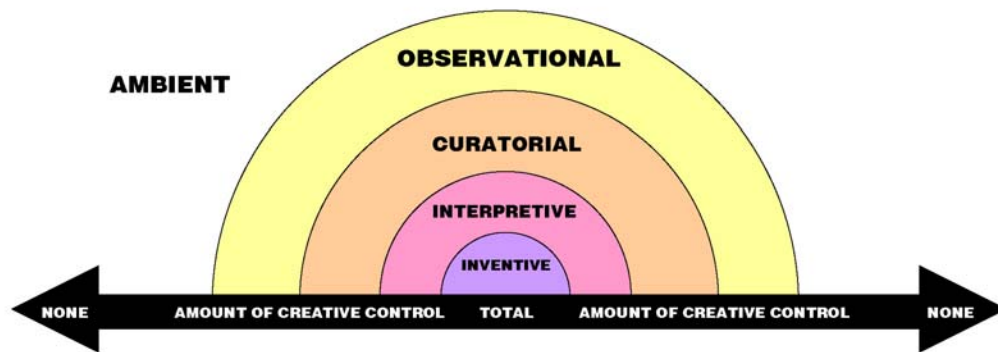 OBSERVATIONAL
AMBIENT
CURATORIAL
INTERPRETIVE
INVENTIVE
NONE AMOUNT OF CREATIVE CONTROL TOTAL AMOUNT OF CREATIVE CONTROL NONE